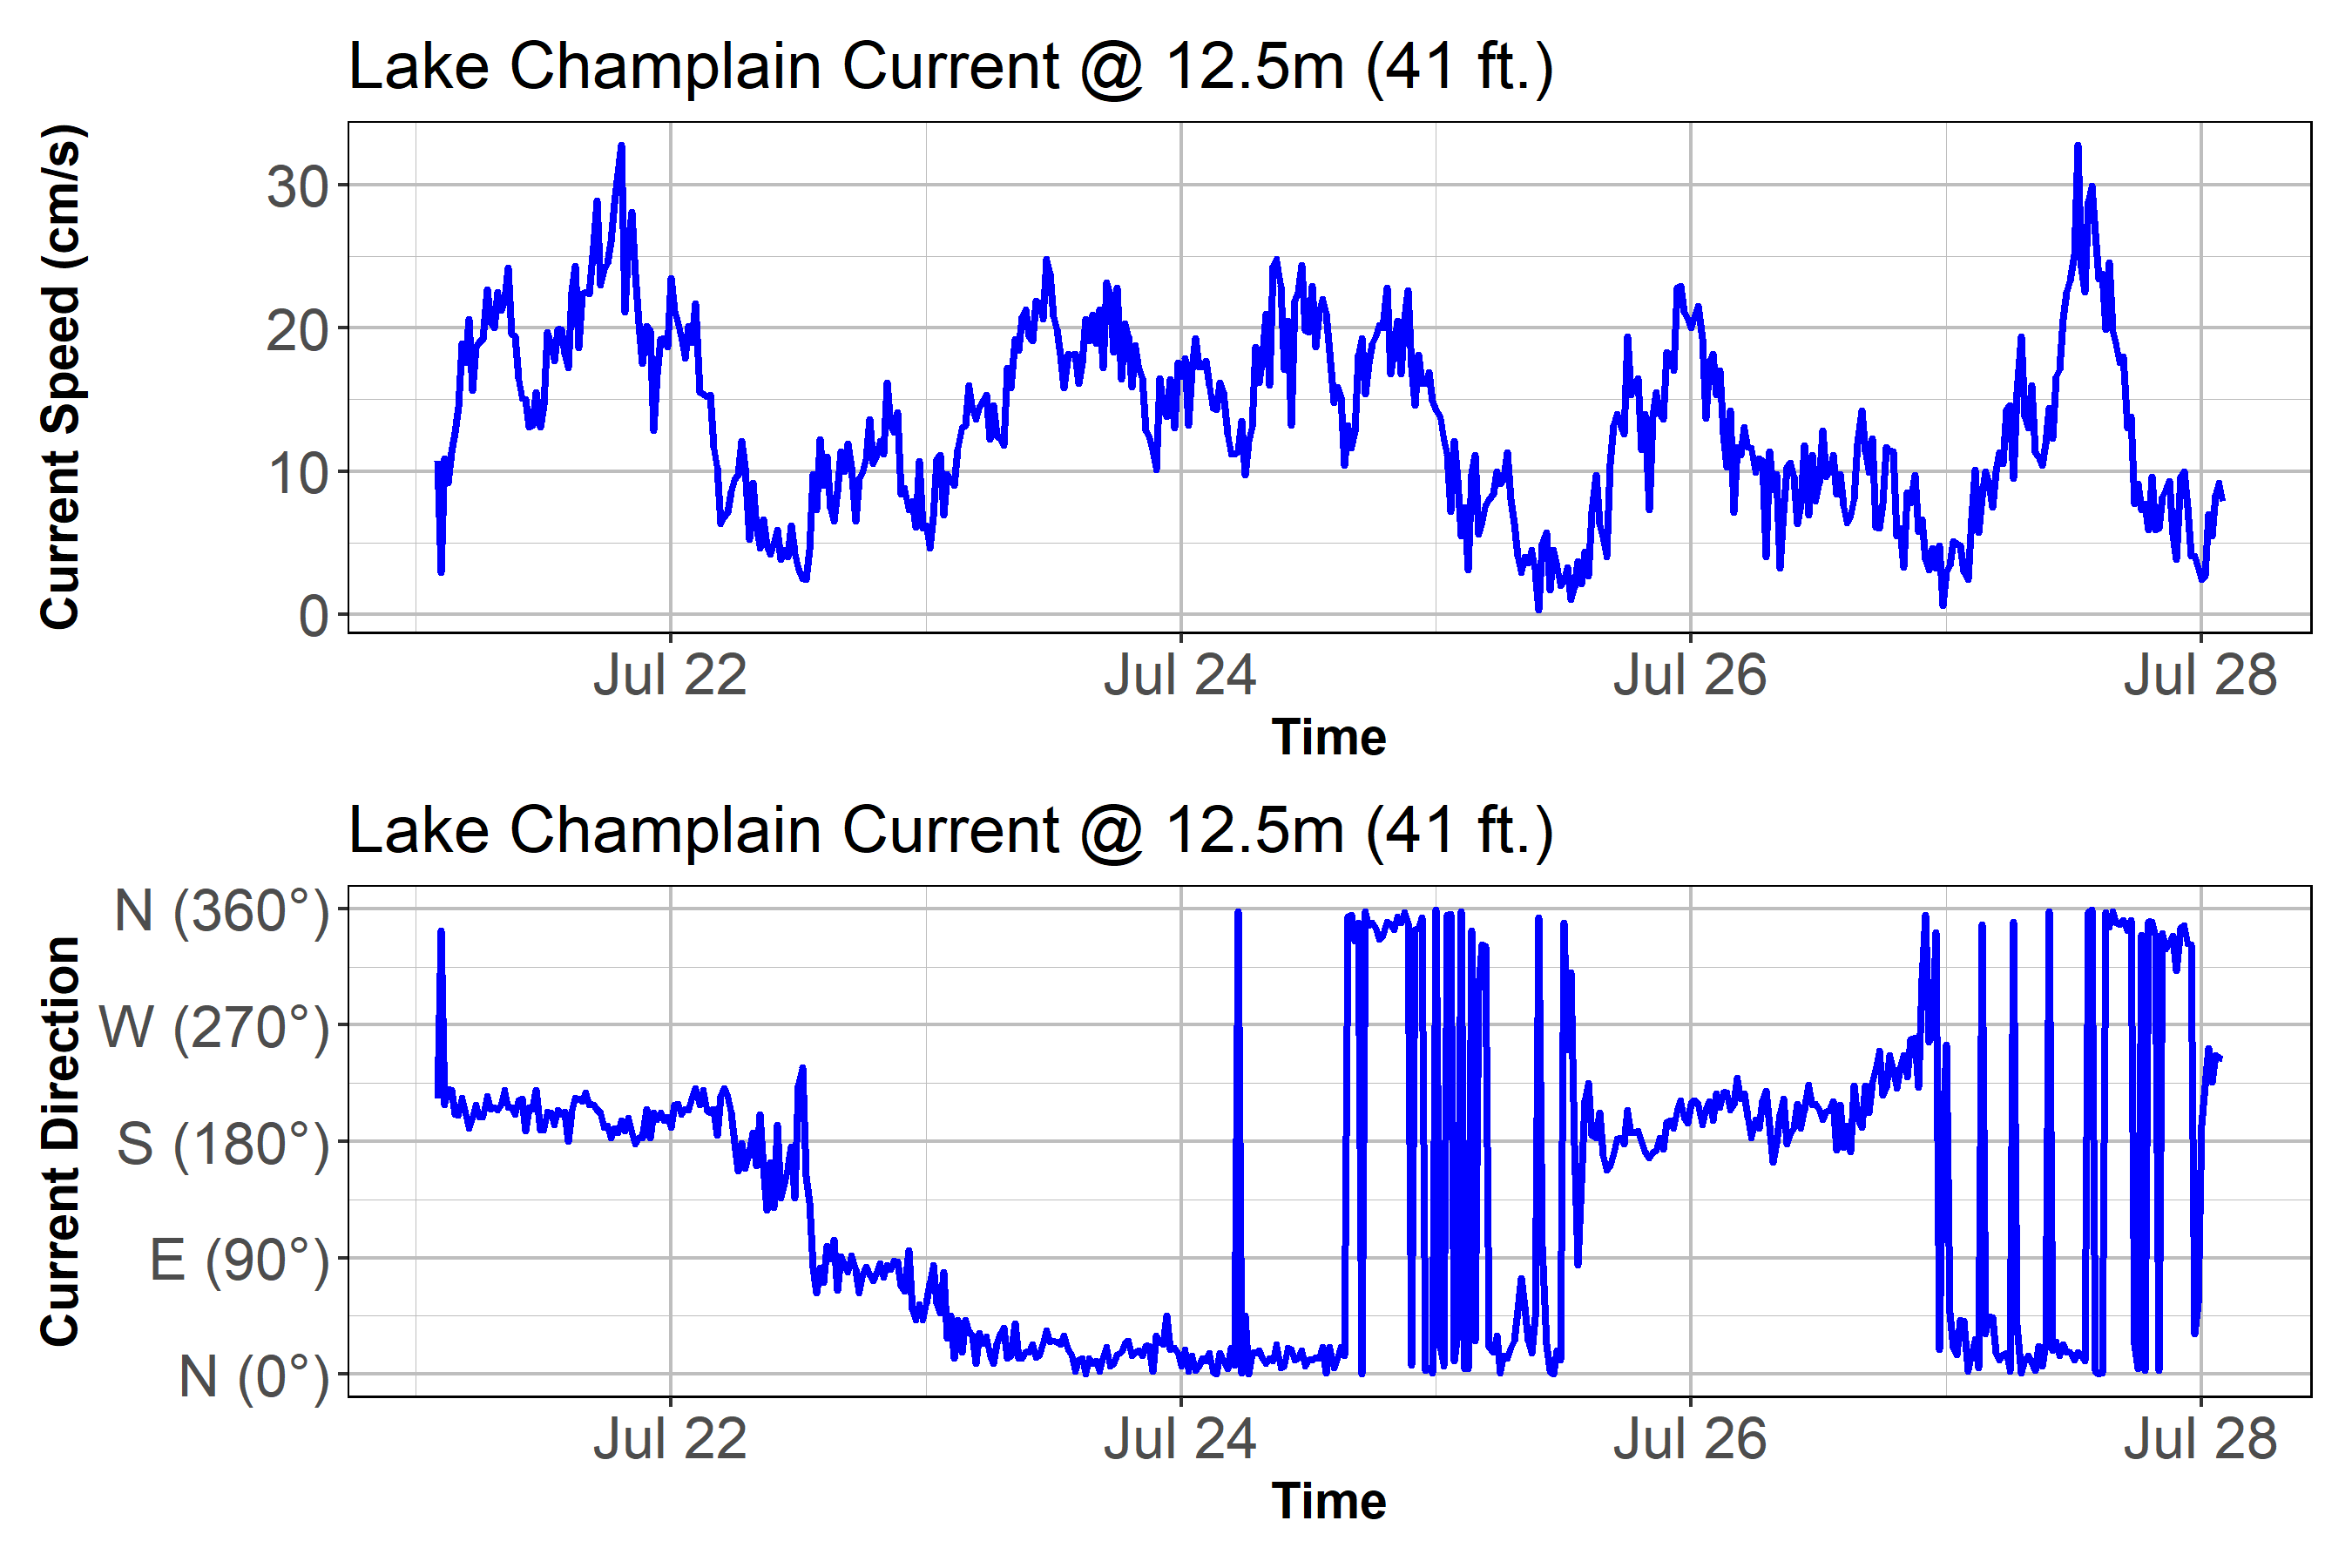 Lake Champlain Current @ 12.5m (41 ft.)
Current Speed (cm/s)
30
20
10
0
Jul 22 Jul 24 Jul 26 Jul 28
Time
Lake Champlain Current @ 12.5m (41 ft.)
Current Direction
N (360°)
W (270°)
S (180°)
E (90°)
N (0°)
Jul 22 Jul 24 Jul 26 Jul 28
Time